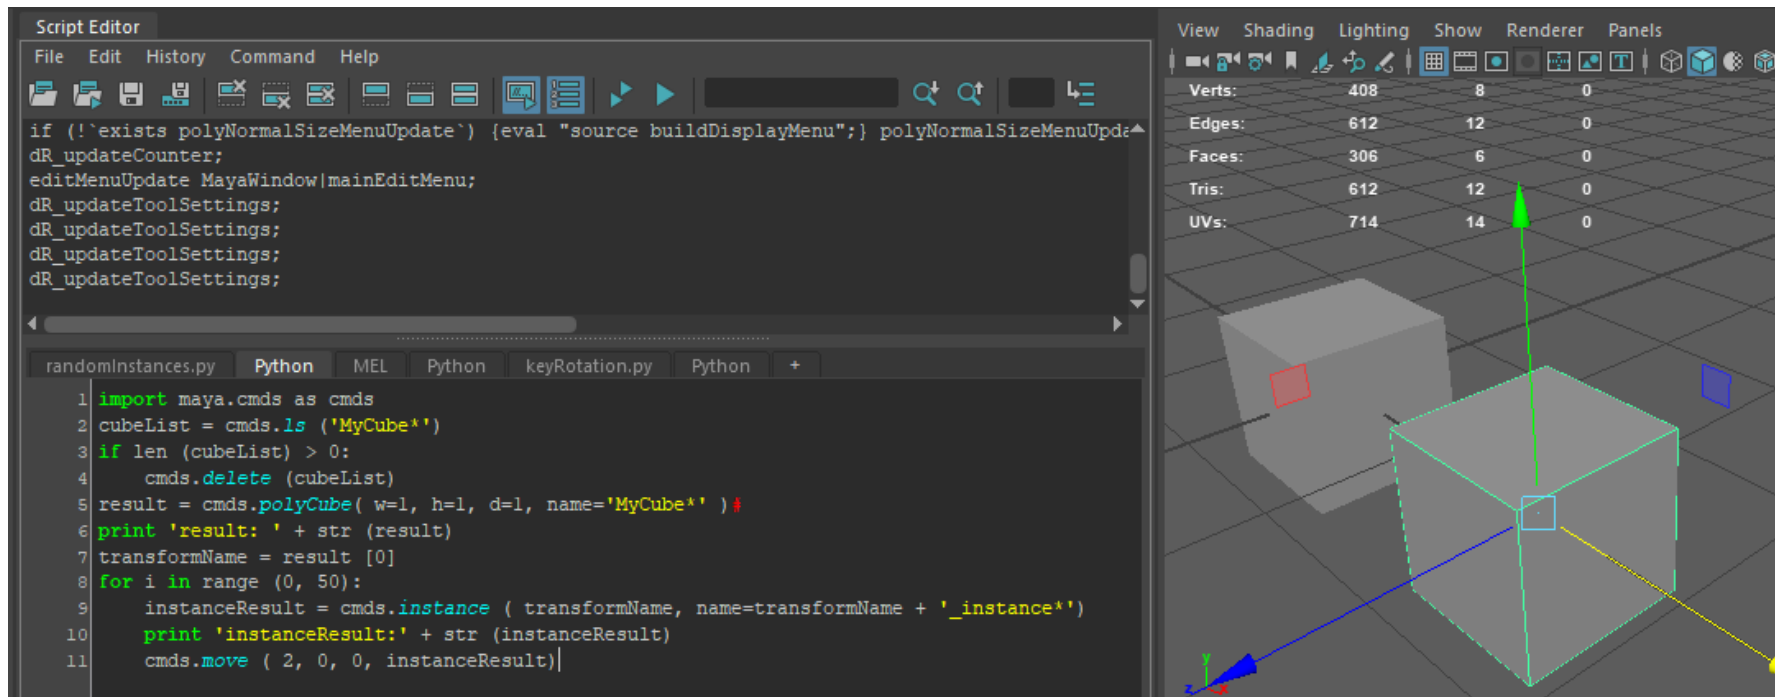 Script Editor
File Edit History Command Help
if (!`exists polyNormalSizeMenuUpdate`) {eval "source buildDisplayMenu";} polyNormalSizeMenuUpda
dR_updateCounter;
editMenuUpdate MayaWindow|mainEditMenu;
dR_updateToolSettings;
dR_updateToolSettings;
dR_updateToolSettings;
dR_updateToolSettings;
randomInstances.py Python MEL Python keyRotation.py Python +
1 import maya.cmds as cmds
2 cubeList = cmds.ls ('MyCube*')
3 if len (cubeList) > 0:
4     cmds.delete (cubeList)
5 result = cmds.polyCube( w=1, h=1, d=1, name='MyCube*' )#
6 print 'result: ' + str (result)
7 transformName = result [0]
8 for i in range (0, 50):
9     instanceResult = cmds.instance ( transformName, name=transformName + '_instance*')
10     print 'instanceResult:' + str (instanceResult)
11     cmds.move ( 2, 0, 0, instanceResult)
View Shading Lighting Show Renderer Panels
Verts: 408 8 0
Edges: 612 12 0
Faces: 306 6 0
Tris: 612 12 0
UVs: 714 14 0
y
z x